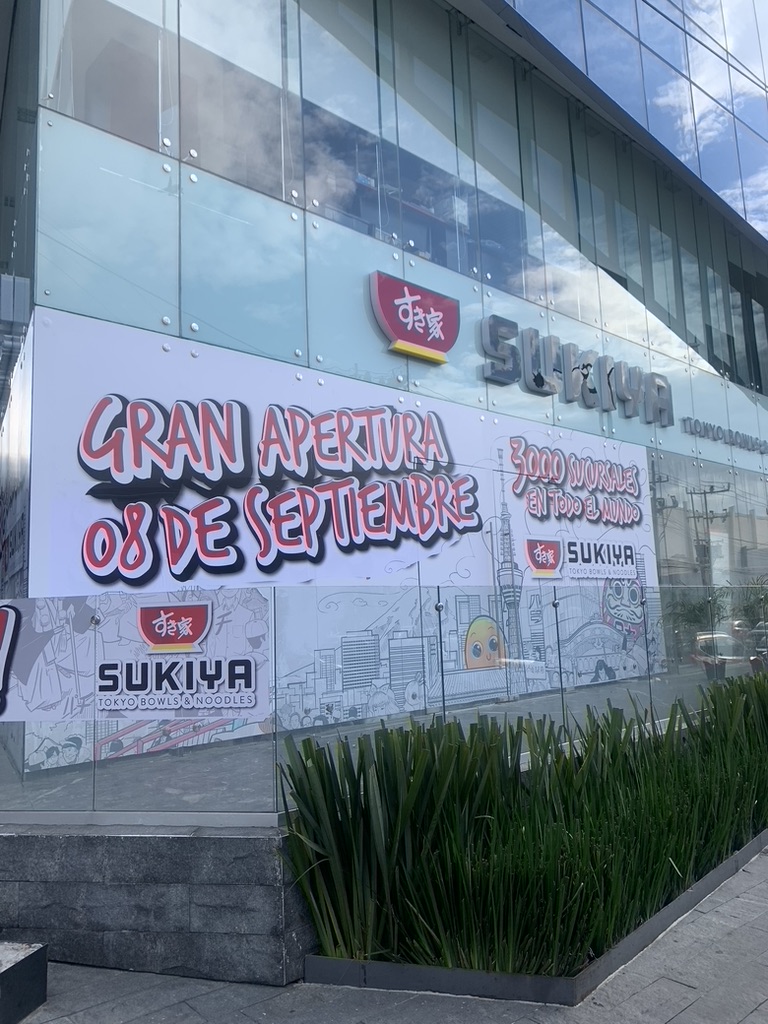 すき家
SUKIYA
TOKYO BOWLS
GRAN APERTURA
08 DE SEPTIEMBRE
3000 SUCURSALES
EN TODO EL MUNDO
すき家
SUKIYA
TOKYO BOWLS & NOODLES
!
すき家
SUKIYA
TOKYO BOWLS & NOODLES